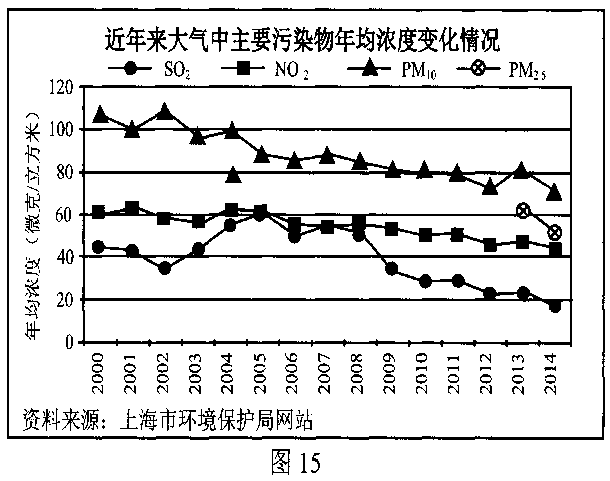 近年来大气中主要污染物年均浓度变化情况
SO₂ NO₂ PM₁₀ PM₂.₅
年均浓度（微克/立方米）
120
100
80
60
40
20
0
2000 2001 2002 2003 2004 2005 2006 2007 2008 2009 2010 2011 2012 2013 2014
资料来源：上海市环境保护局网站
图15